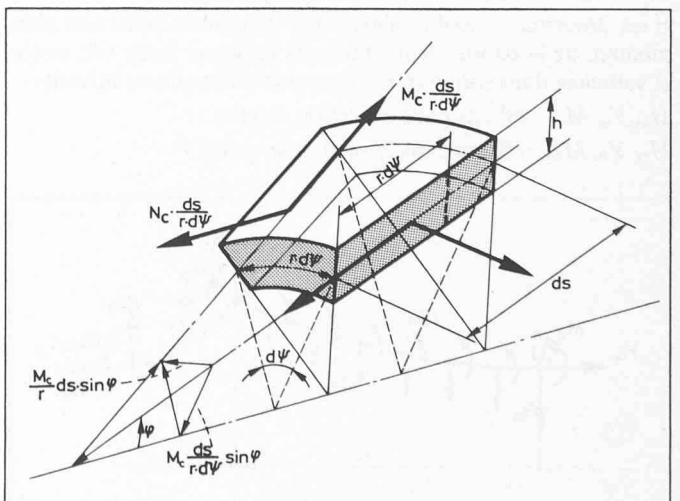 M_C · ds/(r·dψ)
h
r·dψ
N_C · ds/(r·dψ)
r·dψ
ds
dψ
M_C/r ds·sin φ
φ
M_C ds/(r·dψ) sin φ